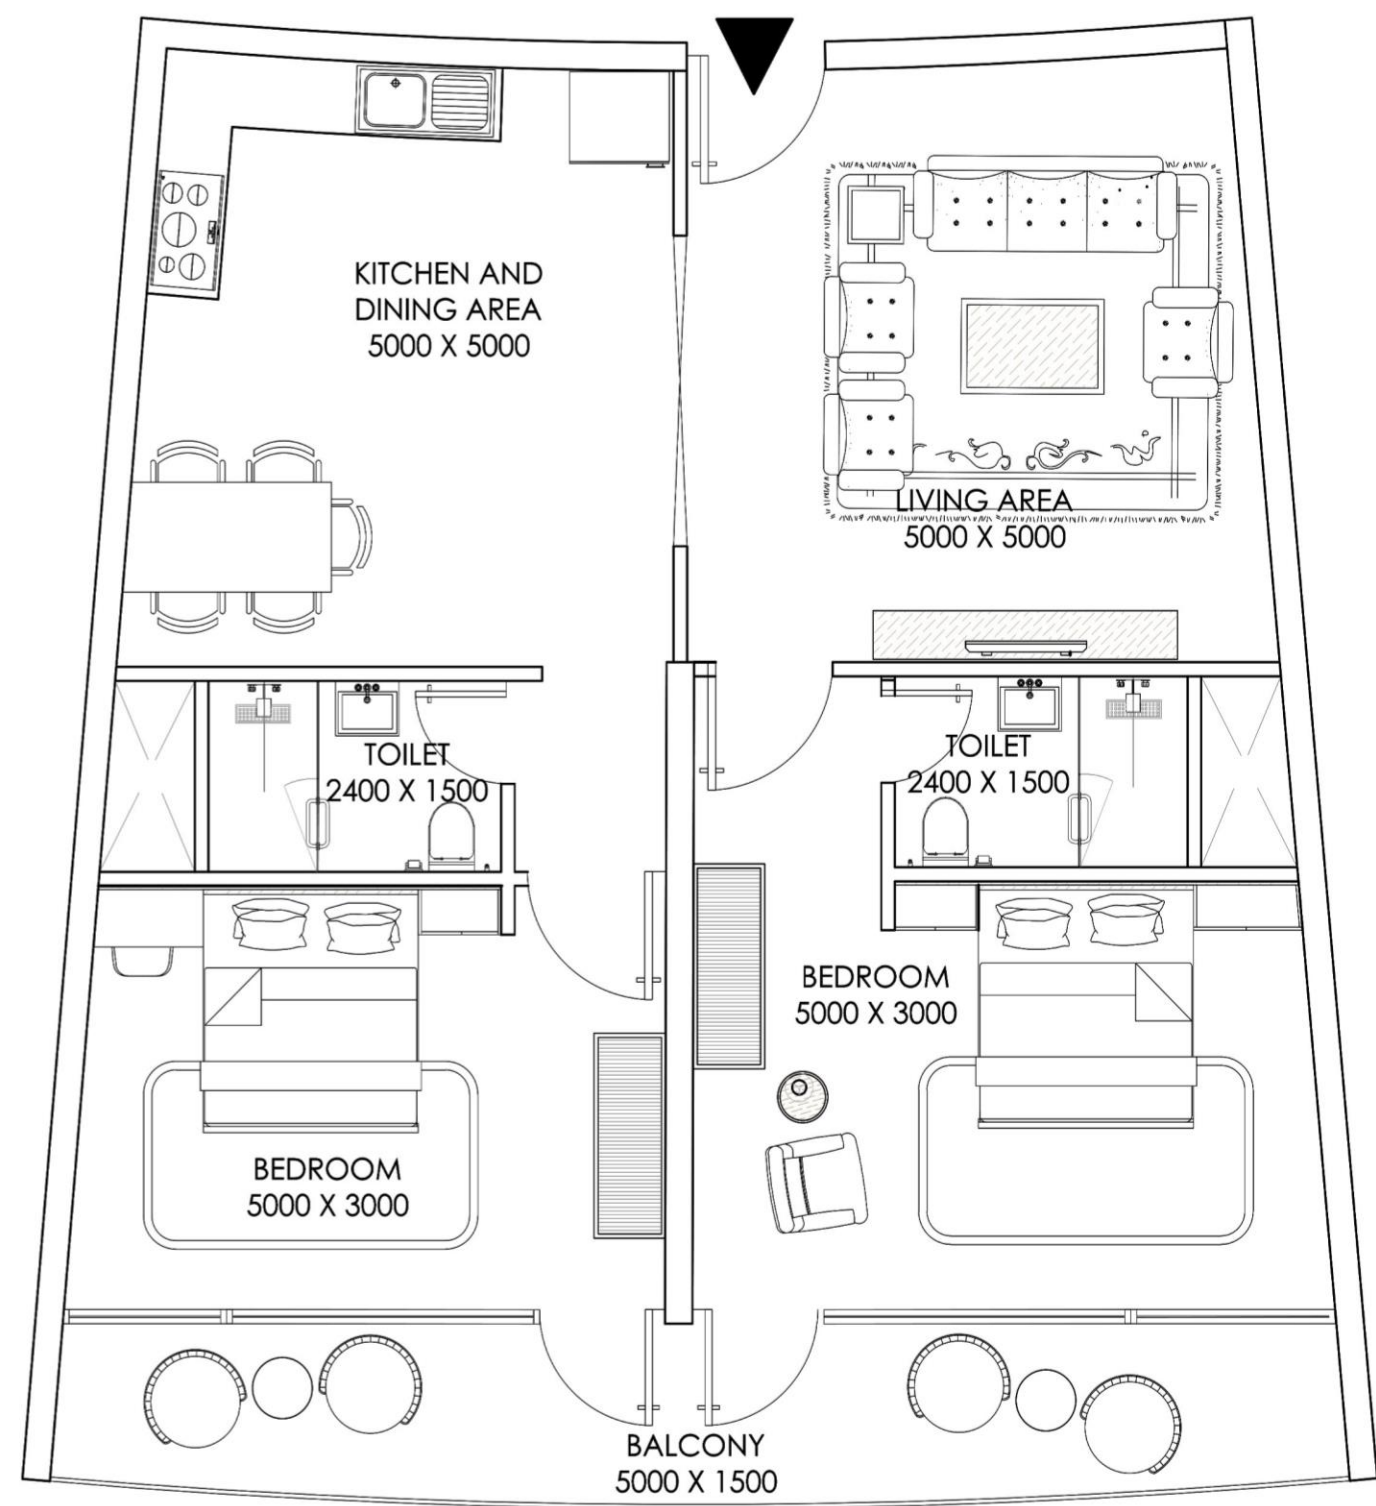 KITCHEN AND
DINING AREA
5000 X 5000
LIVING AREA
5000 X 5000
TOILET
2400 X 1500
TOILET
2400 X 1500
BEDROOM
5000 X 3000
BEDROOM
5000 X 3000
BALCONY
5000 X 1500